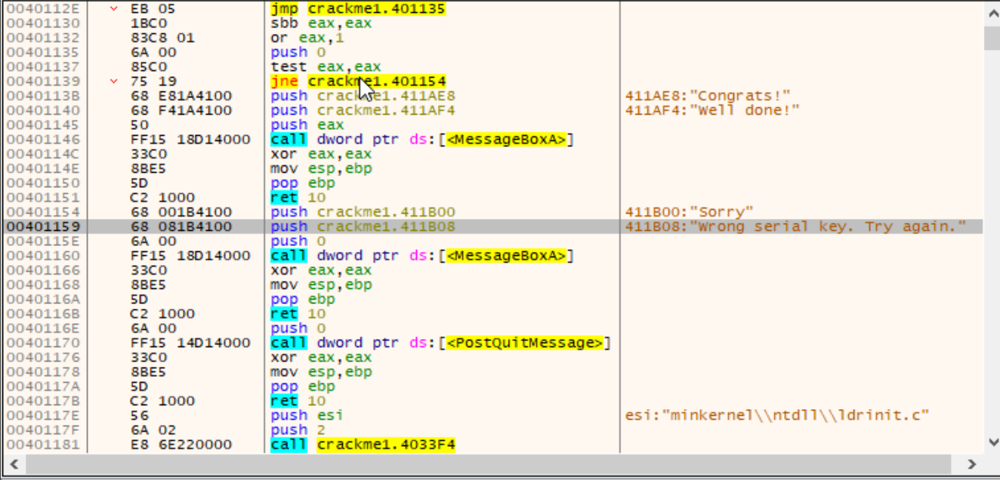 0040112E EB 05 jmp crackme1.401135
00401130 1BC0 sbb eax,eax
00401132 83C8 01 or eax,1
00401135 6A 00 push 0
00401137 85C0 test eax,eax
00401139 75 19 jne crackme1.401154
0040113B 68 E81A4100 push crackme1.411AE8 411AE8:"Congrats!"
00401140 68 F41A4100 push crackme1.411AF4 411AF4:"Well done!"
00401145 50 push eax
00401146 FF15 18D14000 call dword ptr ds:[<MessageBoxA>]
0040114C 33C0 xor eax,eax
0040114E 8BE5 mov esp,ebp
00401150 5D pop ebp
00401151 C2 1000 ret 10
00401154 68 001B4100 push crackme1.411B00 411B00:"Sorry"
00401159 68 081B4100 push crackme1.411B08 411B08:"Wrong serial key. Try again."
0040115E 6A 00 push 0
00401160 FF15 18D14000 call dword ptr ds:[<MessageBoxA>]
00401166 33C0 xor eax,eax
00401168 8BE5 mov esp,ebp
0040116A 5D pop ebp
0040116B C2 1000 ret 10
0040116E 6A 00 push 0
00401170 FF15 14D14000 call dword ptr ds:[<PostQuitMessage>]
00401176 33C0 xor eax,eax
00401178 8BE5 mov esp,ebp
0040117A 5D pop ebp
0040117B C2 1000 ret 10
0040117E 56 push esi esi:"minkernel\\ntdll\\ldrinit.c"
0040117F 6A 02 push 2
00401181 E8 6E220000 call crackme1.4033F4